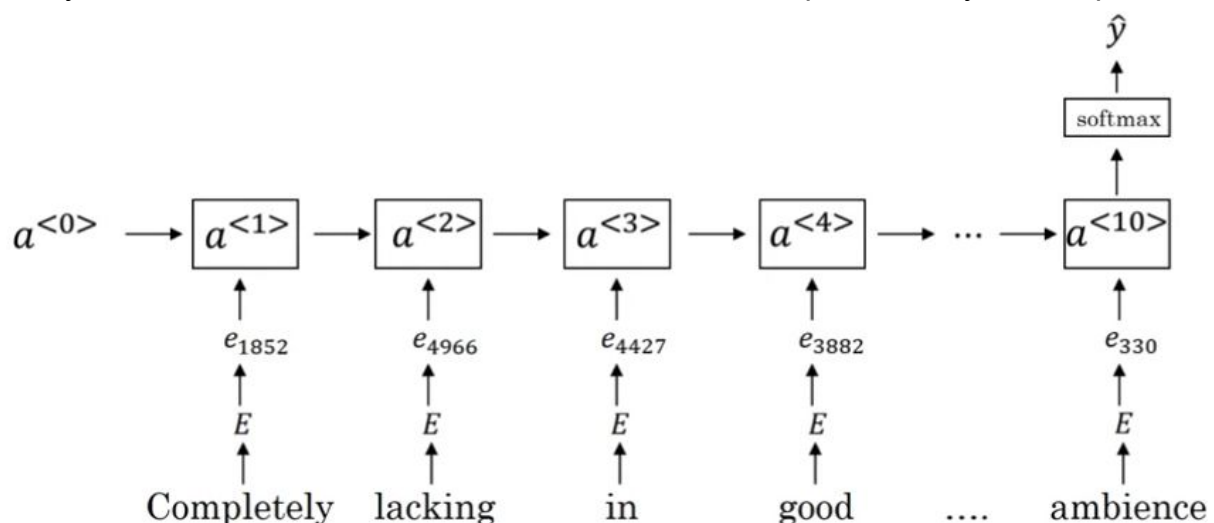 ŷ
softmax
a<0> a<1> a<2> a<3> a<4> ... a<10>
e1852 e4966 e4427 e3882 e330
E E E E E
Completely lacking in good .... ambience